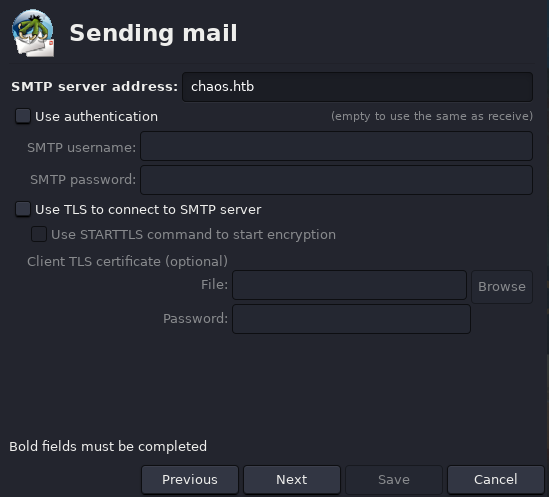 Sending mail
SMTP server address: chaos.htb
Use authentication (empty to use the same as receive)
SMTP username:
SMTP password:
Use TLS to connect to SMTP server
Use STARTTLS command to start encryption
Client TLS certificate (optional)
File: Browse
Password:
Bold fields must be completed
Previous Next Save Cancel